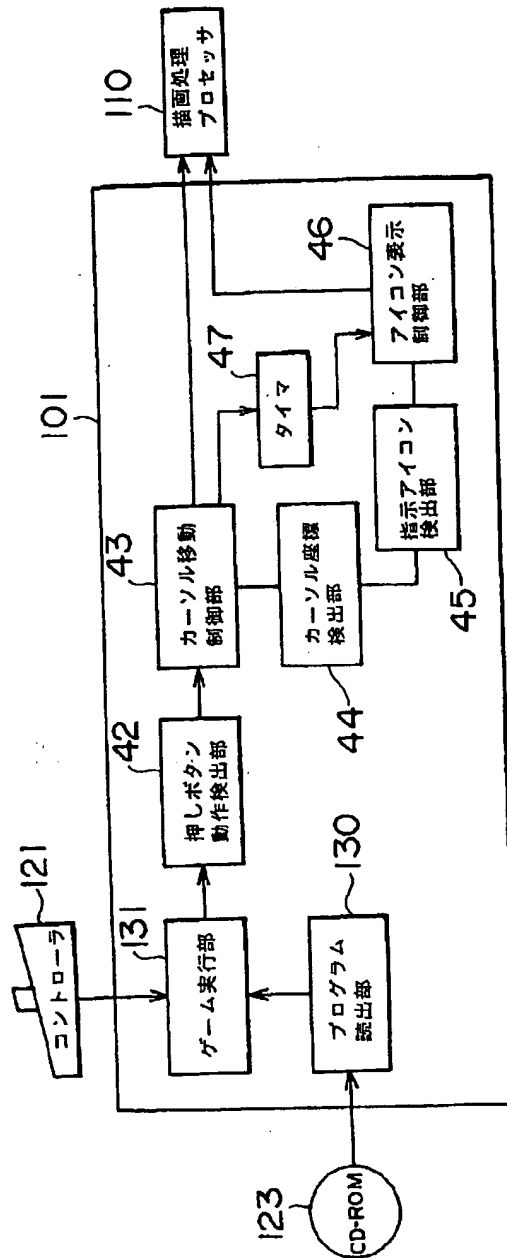 121
コントローラ
101
110
描画処理
プロセッサ
131
ゲーム実行部
42
押しボタン
動作検出部
43
カーソル移動
制御部
47
タイマ
46
アイコン表示
制御部
123
CD-ROM
130
プログラム
読出部
44
カーソル座標
検出部
45
指示アイコン
検出部